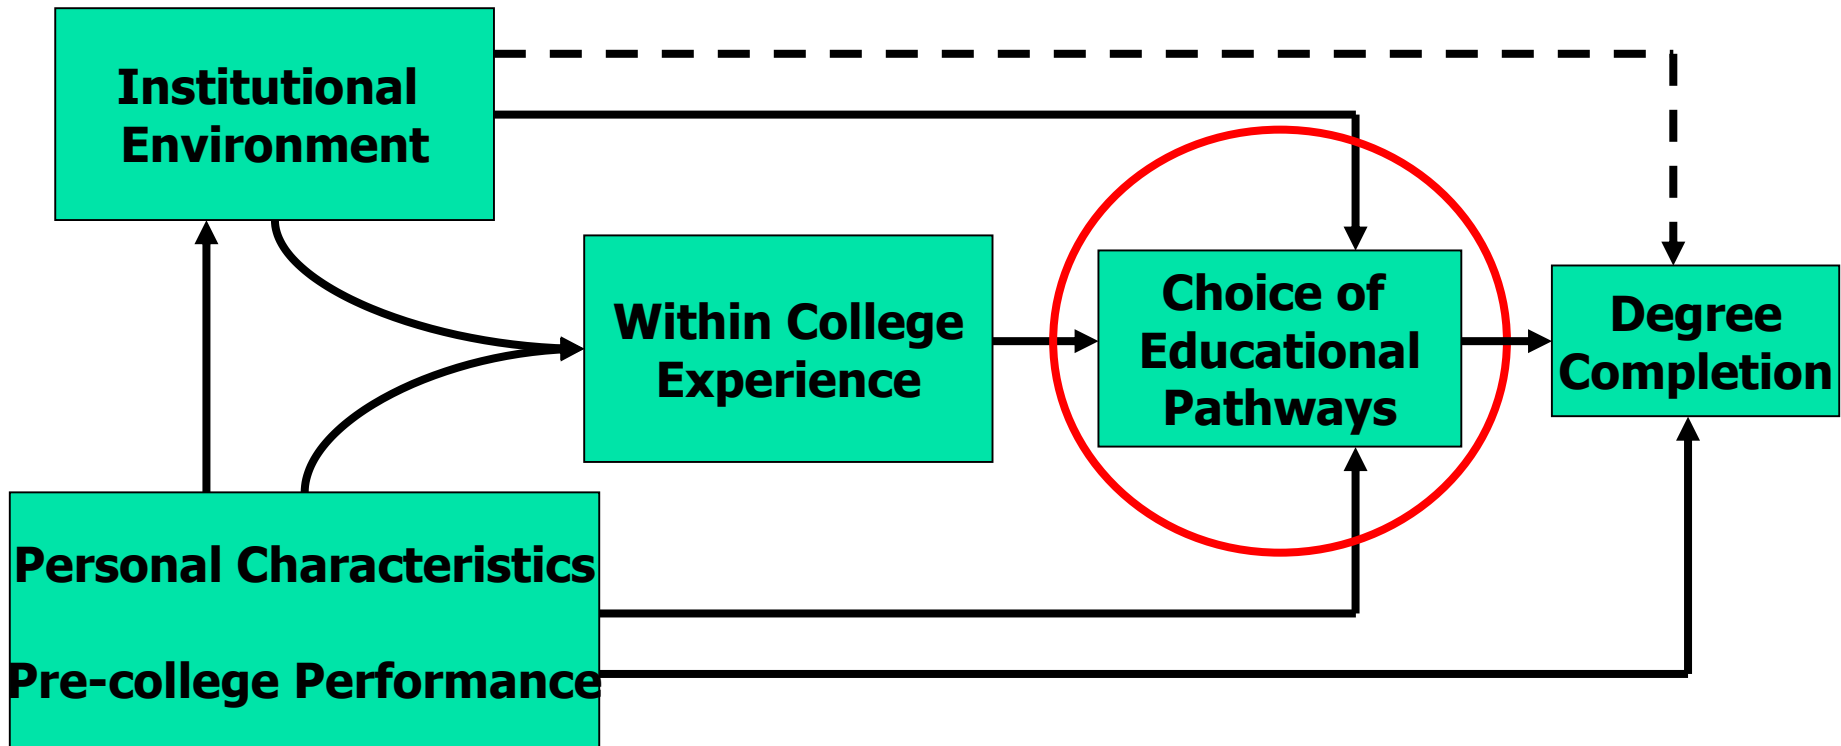 Institutional
Environment
Within College
Experience
Choice of
Educational
Pathways
Degree
Completion
Personal Characteristics
Pre-college Performance